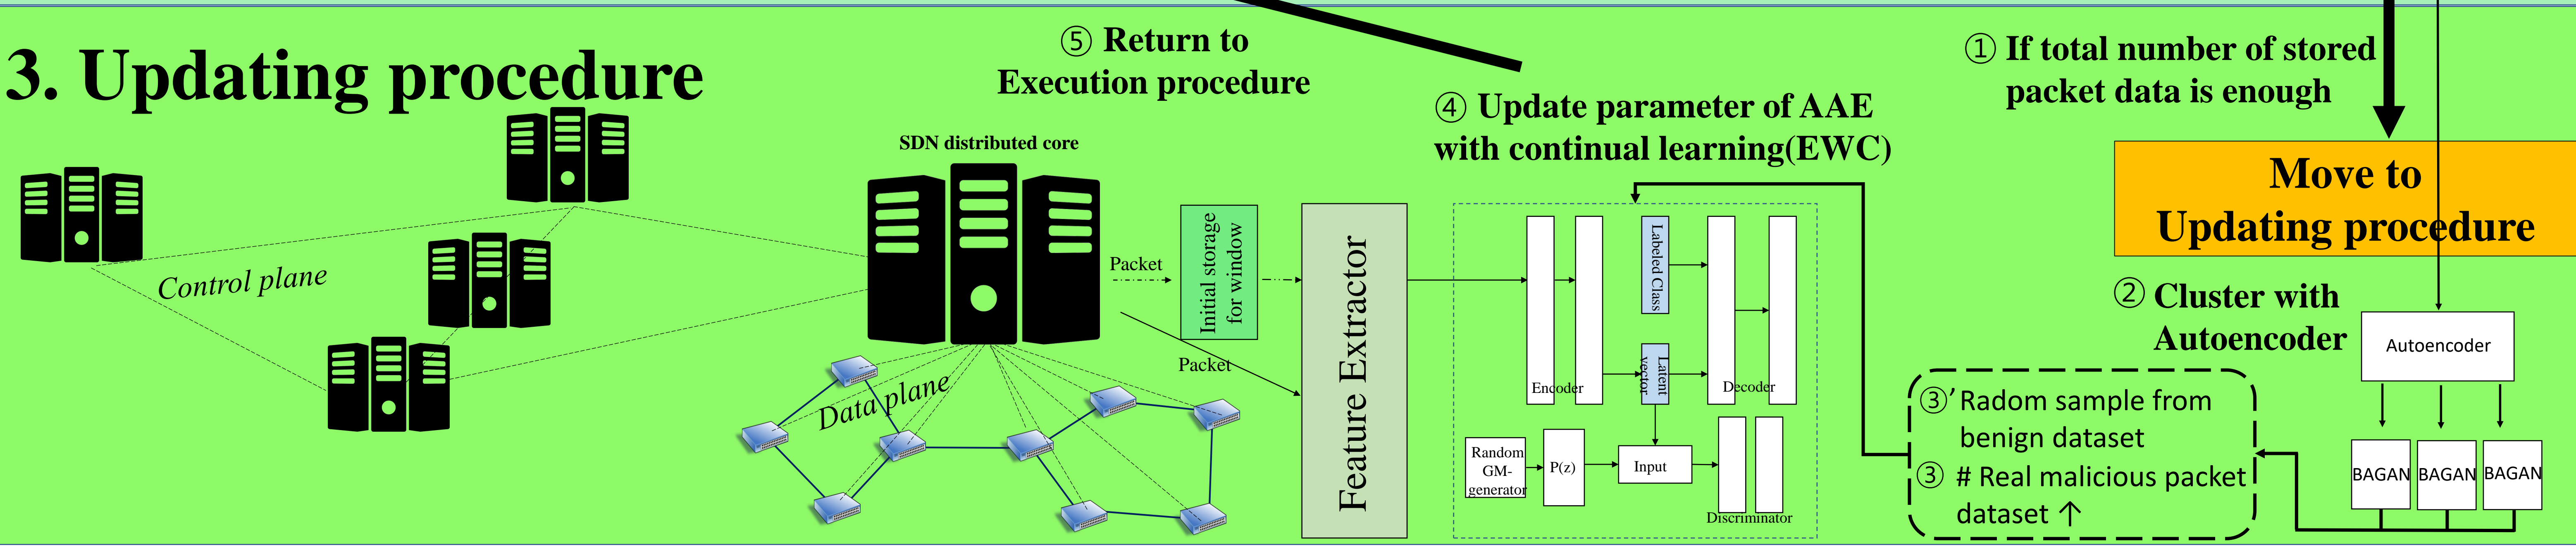 3. Updating procedure
⑤ Return to
Execution procedure
① If total number of stored
packet data is enough
④ Update parameter of AAE
with continual learning(EWC)
SDN distributed core
Move to
Updating procedure
Control plane
Data plane
Packet
Packet
Initial storage
for window
Feature Extractor
Labeled Class
Latent
vector
Encoder
Decoder
Random
GM-
generator
P(z)
Input
Discriminator
② Cluster with
Autoencoder
Autoencoder
③’ Radom sample from
benign dataset
③ # Real malicious packet
dataset ↑
BAGAN
BAGAN
BAGAN